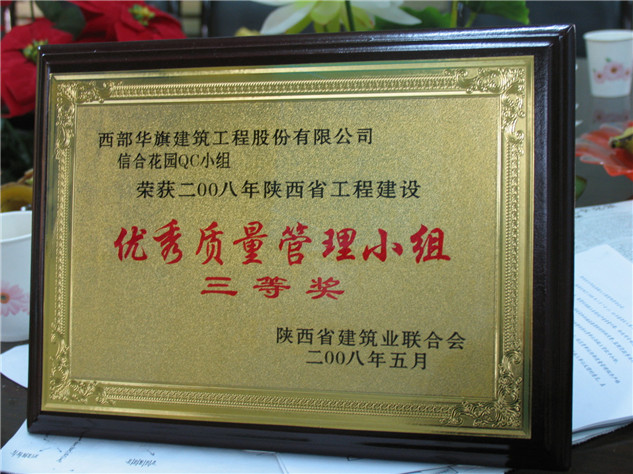 西部华旗建筑工程股份有限公司
信合花园QC小组
荣获二00八年陕西省工程建设
优秀质量管理小组
三等奖
陕西省建筑业联合会
二00八年五月